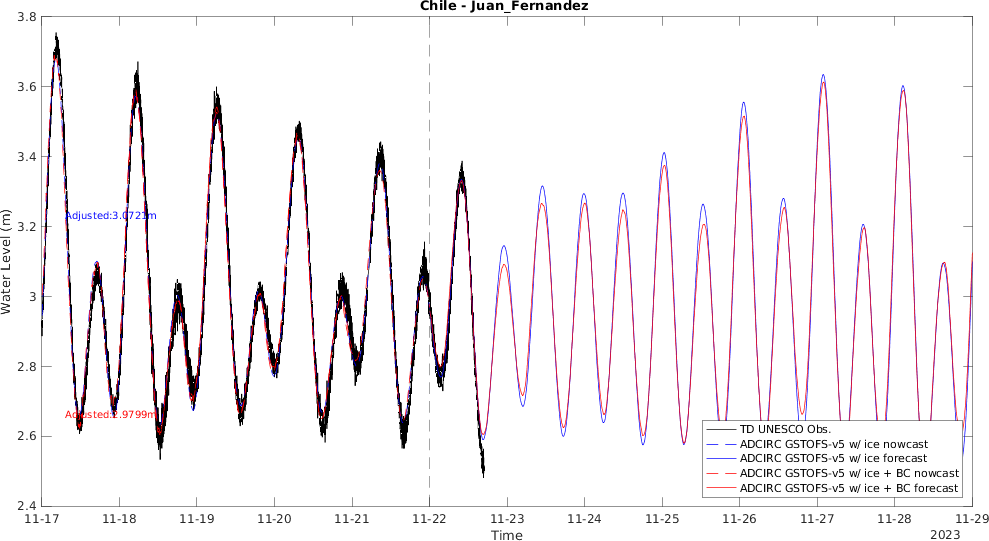 Chile - Juan_Fernandez
3.8
3.6
3.4
3.2
3
2.8
2.6
2.4
Water Level (m)
Adjusted:3.0721m
Adjusted:2.9799m
TD UNESCO Obs.
ADCIRC GSTOFS-v5 w/ ice nowcast
ADCIRC GSTOFS-v5 w/ ice forecast
ADCIRC GSTOFS-v5 w/ ice + BC nowcast
ADCIRC GSTOFS-v5 w/ ice + BC forecast
11-17 11-18 11-19 11-20 11-21 11-22 11-23 11-24 11-25 11-26 11-27 11-28 11-29
Time
2023